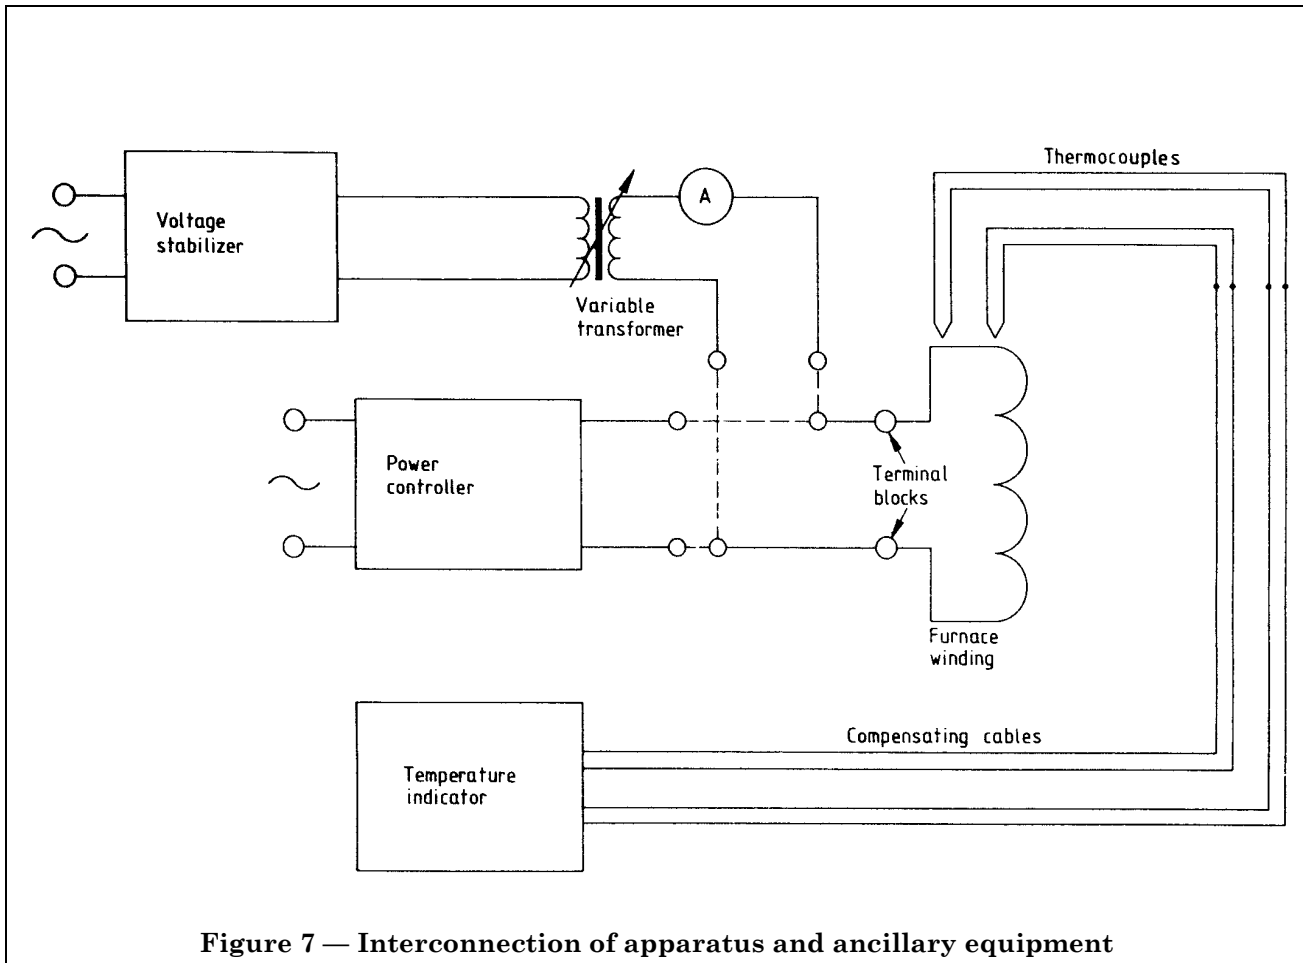 Thermocouples
Voltage
stabilizer
A
Variable
transformer
Power
controller
Terminal
blocks
Furnace
winding
Compensating cables
Temperature
indicator
Figure 7 — Interconnection of apparatus and ancillary equipment